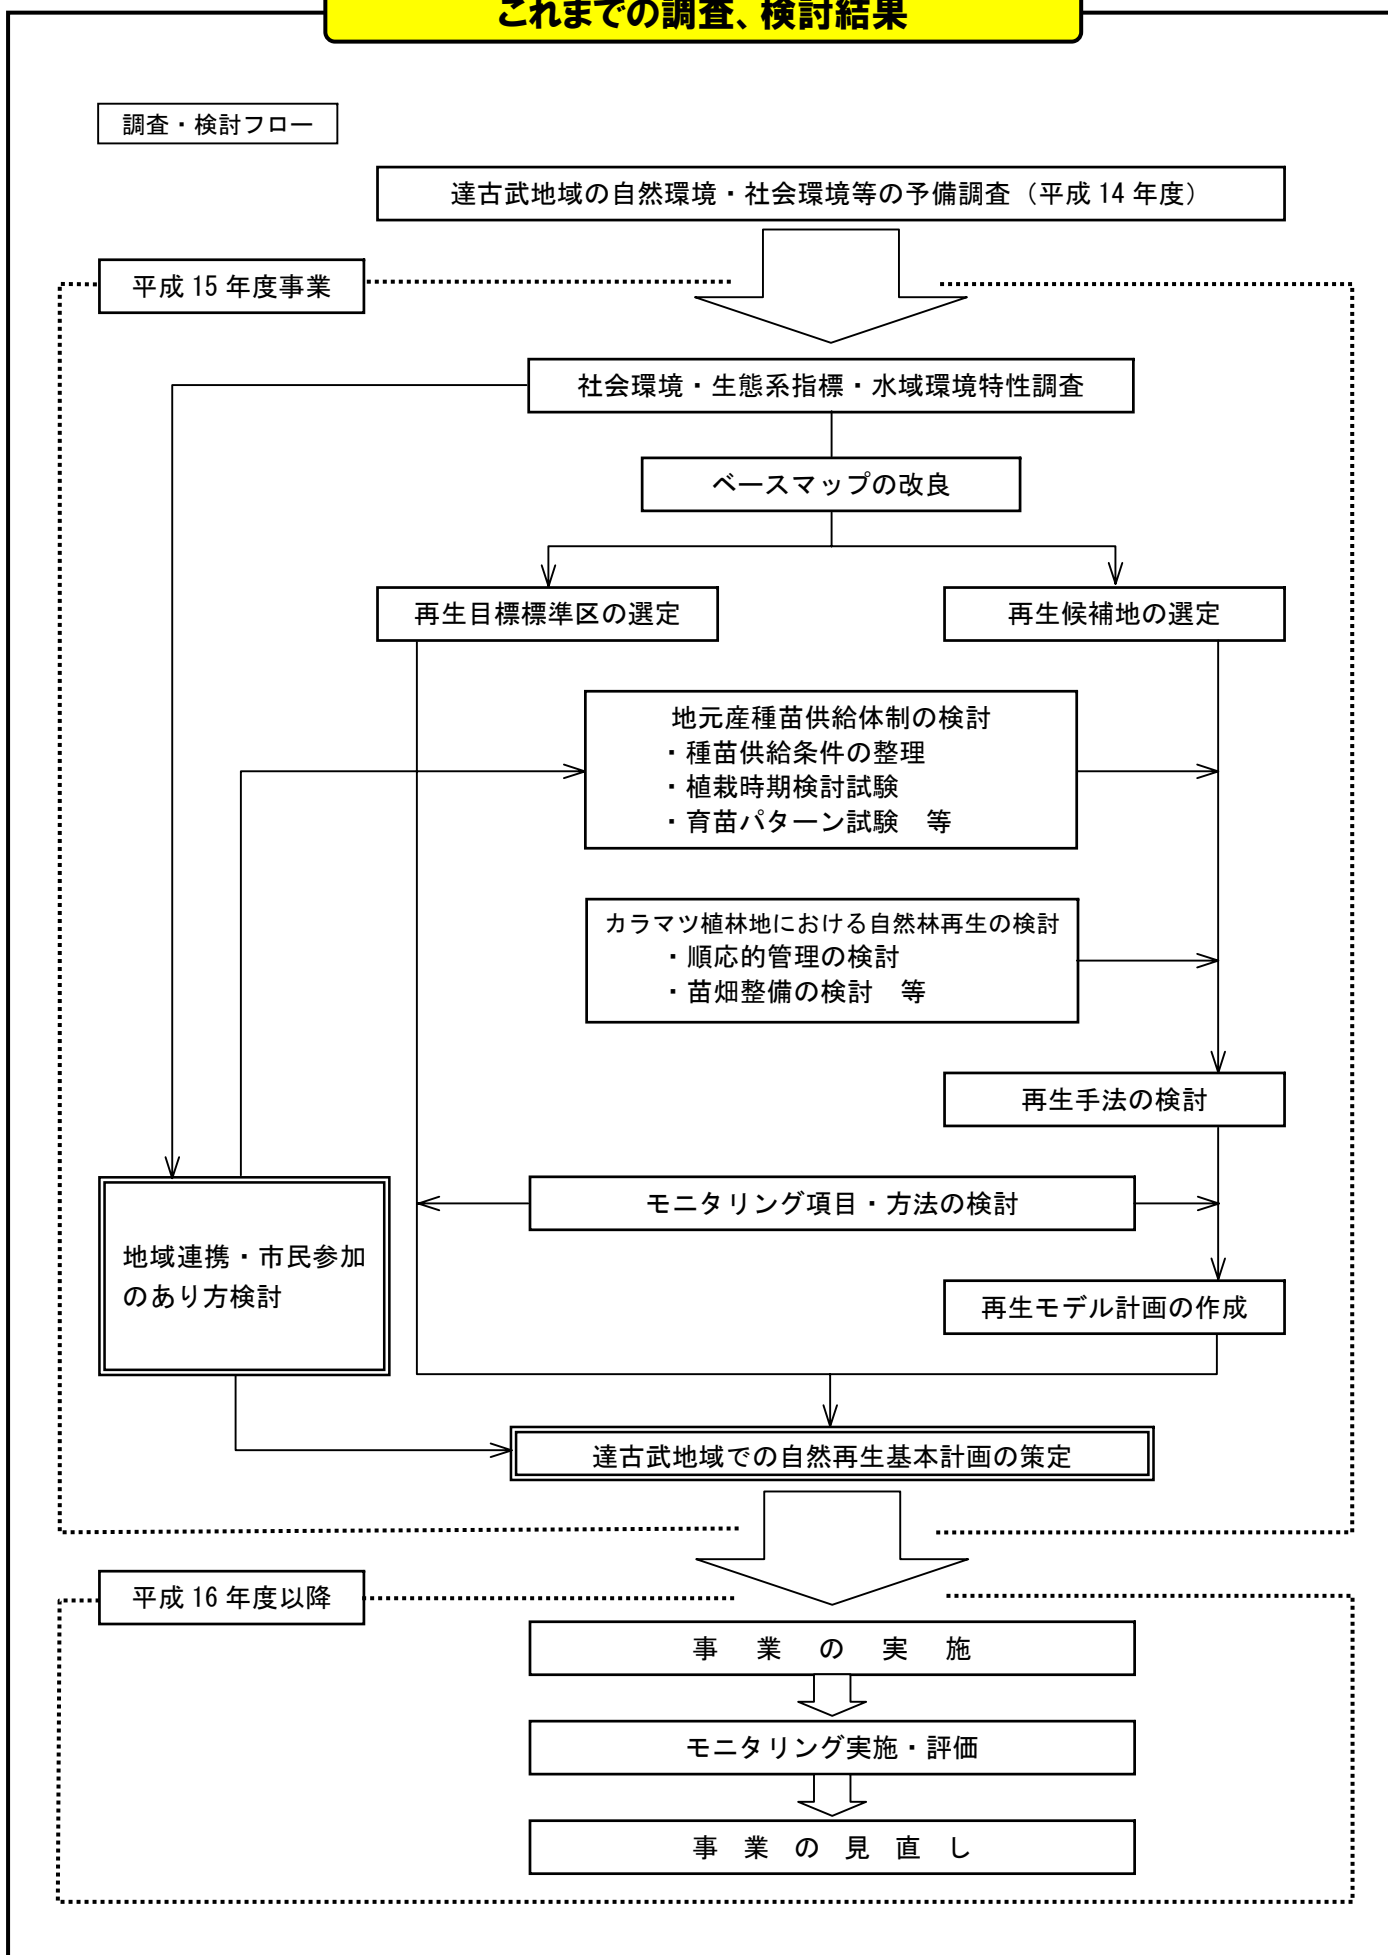 これまでの調査、検討結果
調査・検討フロー
達古武地域の自然環境・社会環境等の予備調査（平成 14 年度）
平成 15 年度事業
社会環境・生態系指標・水域環境特性調査
ベースマップの改良
再生目標標準区の選定
再生候補地の選定
地元産種苗供給体制の検討
・種苗供給条件の整理
・植栽時期検討試験
・育苗パターン試験　等
カラマツ植林地における自然林再生の検討
・順応的管理の検討
・苗畑整備の検討　等
再生手法の検討
モニタリング項目・方法の検討
地域連携・市民参加
のあり方検討
再生モデル計画の作成
達古武地域での自然再生基本計画の策定
平成 16 年度以降
事　業　の　実　施
モニタリング実施・評価
事　業　の　見　直　し